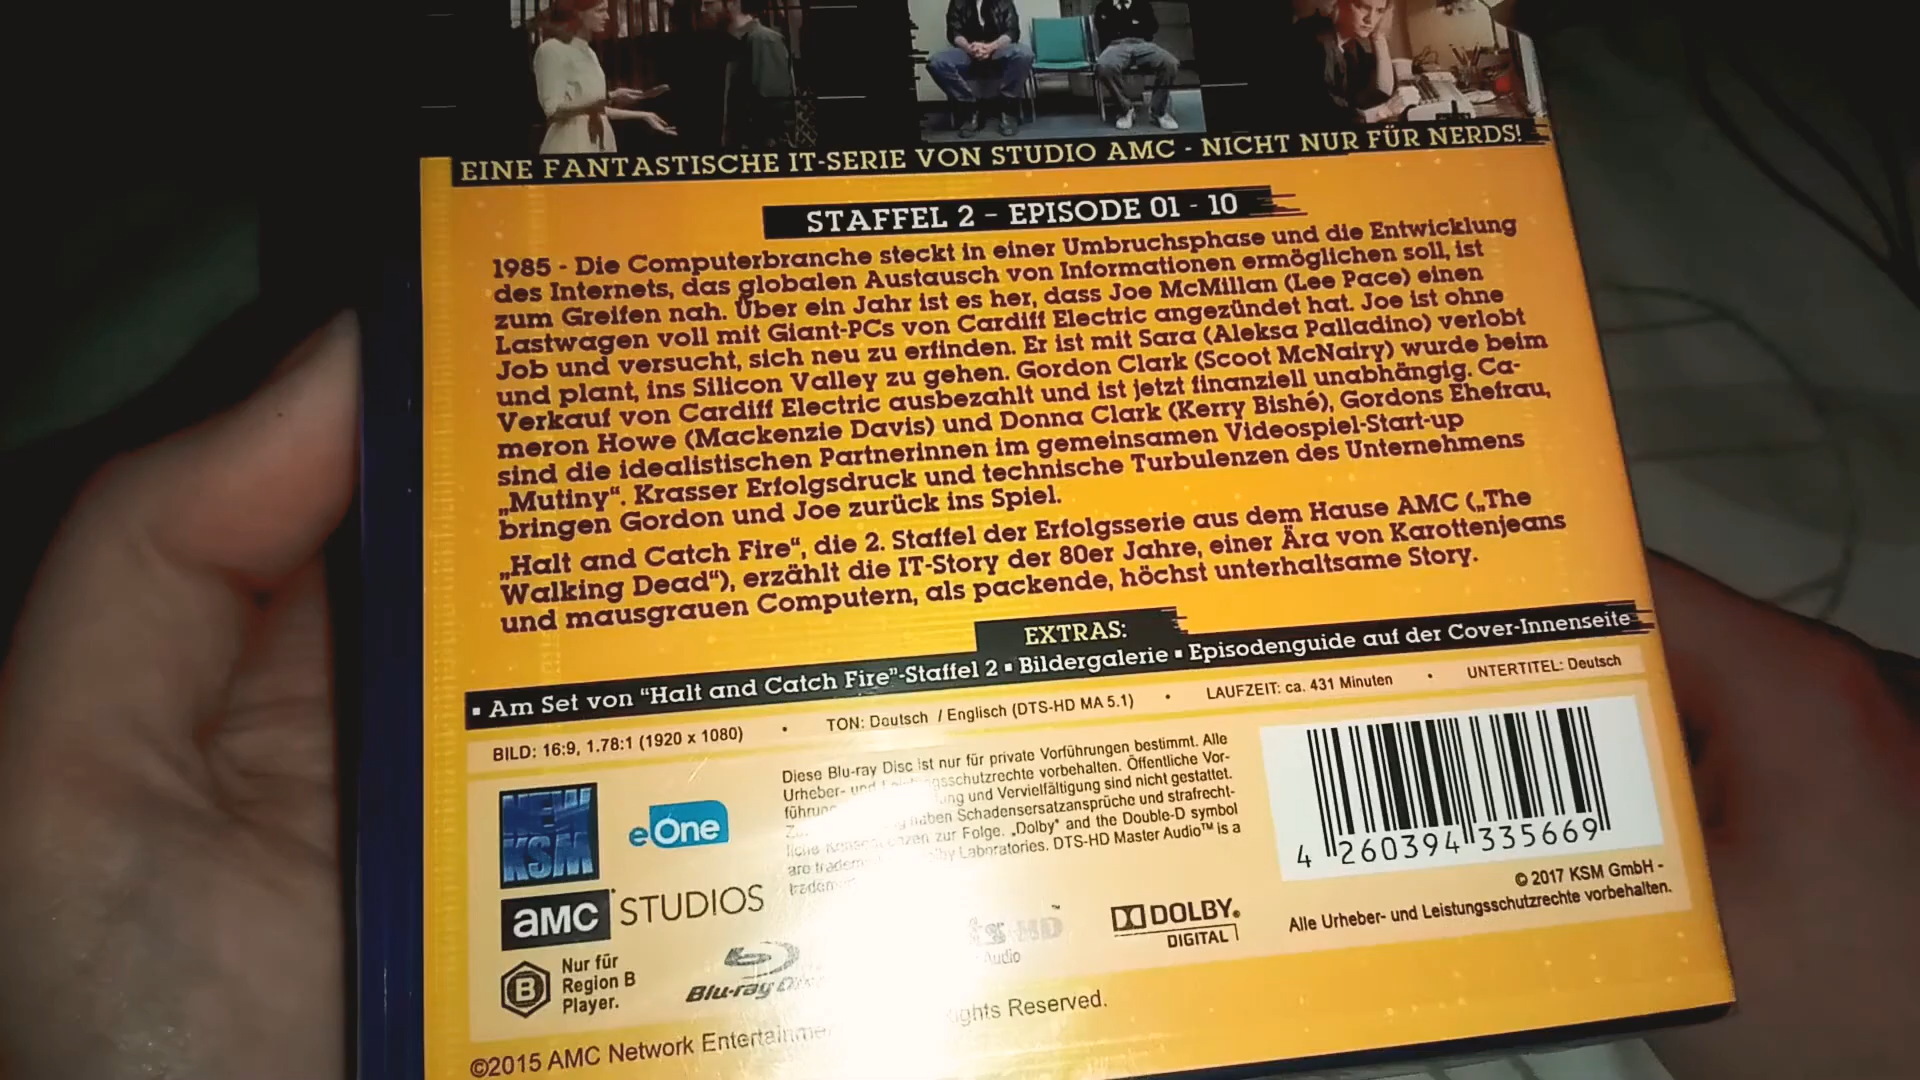 EINE FANTASTISCHE IT-SERIE VON STUDIO AMC - NICHT NUR FÜR NERDS!
STAFFEL 2 - EPISODE 01 - 10
1985 - Die Computerbranche steckt in einer Umbruchsphase und die Entwicklung
des Internets, das globalen Austausch von Informationen ermöglichen soll, ist
zum Greifen nah. Über ein Jahr ist es her, dass Joe McMillan (Lee Pace) einen
Lastwagen voll mit Giant-PCs von Cardiff Electric angezündet hat. Joe ist ohne
Job und versucht, sich neu zu erfinden. Er ist mit Sara (Aleksa Palladino) verlobt
und plant, ins Silicon Valley zu gehen. Gordon Clark (Scoot McNairy) wurde beim
Verkauf von Cardiff Electric ausbezahlt und ist jetzt finanziell unabhängig. Ca-
meron Howe (Mackenzie Davis) und Donna Clark (Kerry Bishé), Gordons Ehefrau,
sind die idealistischen Partnerinnen im gemeinsamen Videospiel-Start-up
„Mutiny“. Krasser Erfolgsdruck und technische Turbulenzen des Unternehmens
bringen Gordon und Joe zurück ins Spiel.
„Halt and Catch Fire“, die 2. Staffel der Erfolgsserie aus dem Hause AMC („The
Walking Dead“), erzählt die IT-Story der 80er Jahre, einer Ära von Karottenjeans
und mausgrauen Computern, als packende, höchst unterhaltsame Story.
EXTRAS:
▪ Am Set von “Halt and Catch Fire”-Staffel 2 ▪ Bildergalerie ▪ Episodenguide auf der Cover-Innenseite
BILD: 16:9, 1.78:1 (1920 x 1080) • TON: Deutsch / Englisch (DTS-HD MA 5.1) • LAUFZEIT: ca. 431 Minuten • UNTERTITEL: Deutsch
Diese Blu-ray Disc ist nur für private Vorführungen bestimmt. Alle
Urheber- und vorbehalten. Öffentliche Vor-
und Vervielfältigung sind nicht gestattet.
haben Schadensersatzansprüche und strafrecht-
zur Folge. „Dolby“ and the Double-D symbol
are Laboratories. DTS-HD Master Audio™ is a
NEW
KSM
eOne
amc STUDIOS
4 260394 335669
© 2017 KSM GmbH -
Alle Urheber- und Leistungsschutzrechte vorbehalten.
B
Nur für
Region B
Player.
Blu-ray Disc
HD
Audio
DOLBY®
DIGITAL
©2015 AMC Network Reserved.